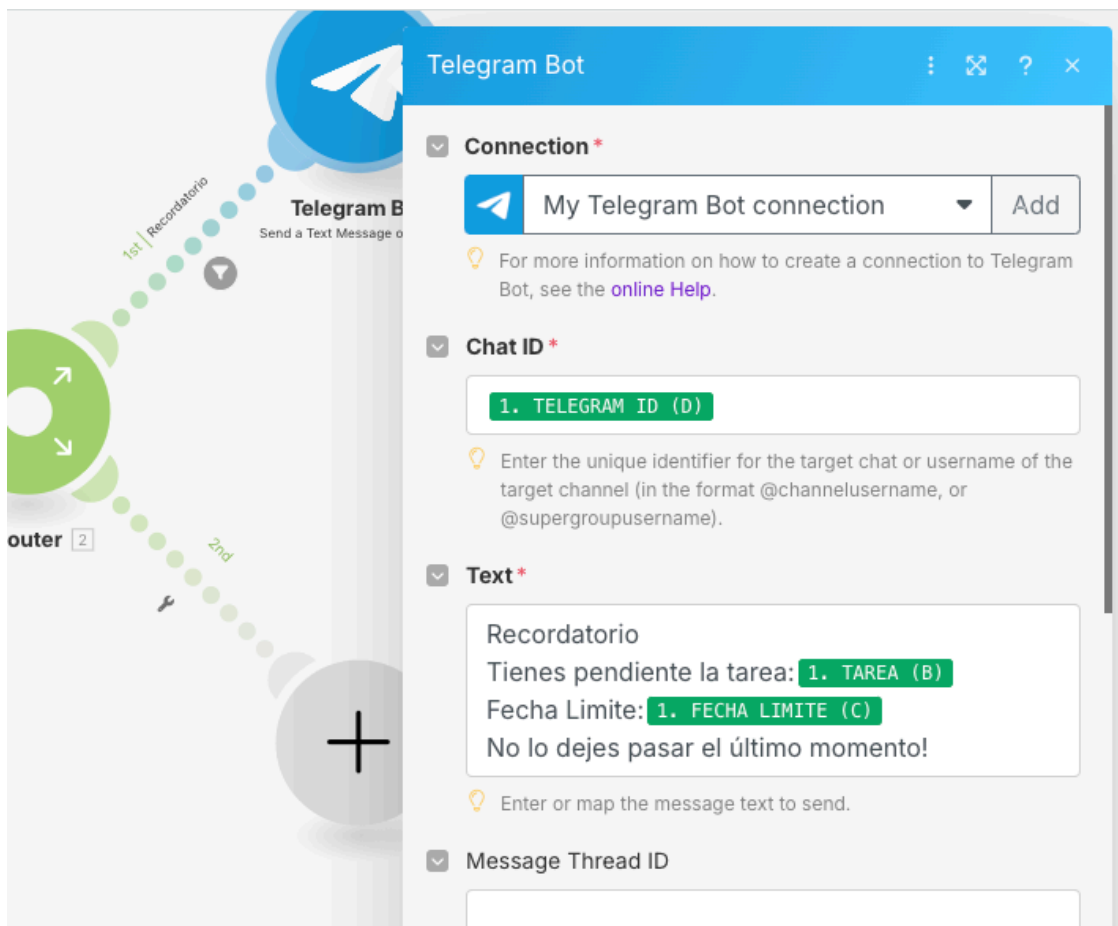 Telegram Bot
?
Connection *
My Telegram Bot connection
Add
For more information on how to create a connection to Telegram
Bot, see the online Help.
Chat ID *
1. TELEGRAM ID (D)
Enter the unique identifier for the target chat or username of the
target channel (in the format @channelusername, or
@supergroupusername).
Text *
Recordatorio
Tienes pendiente la tarea: 1. TAREA (B)
Fecha Limite: 1. FECHA LIMITE (C)
No lo dejes pasar el último momento!
Enter or map the message text to send.
Message Thread ID
1st | Recordatorio
Telegram B
Send a Text Message o
outer 2
2nd